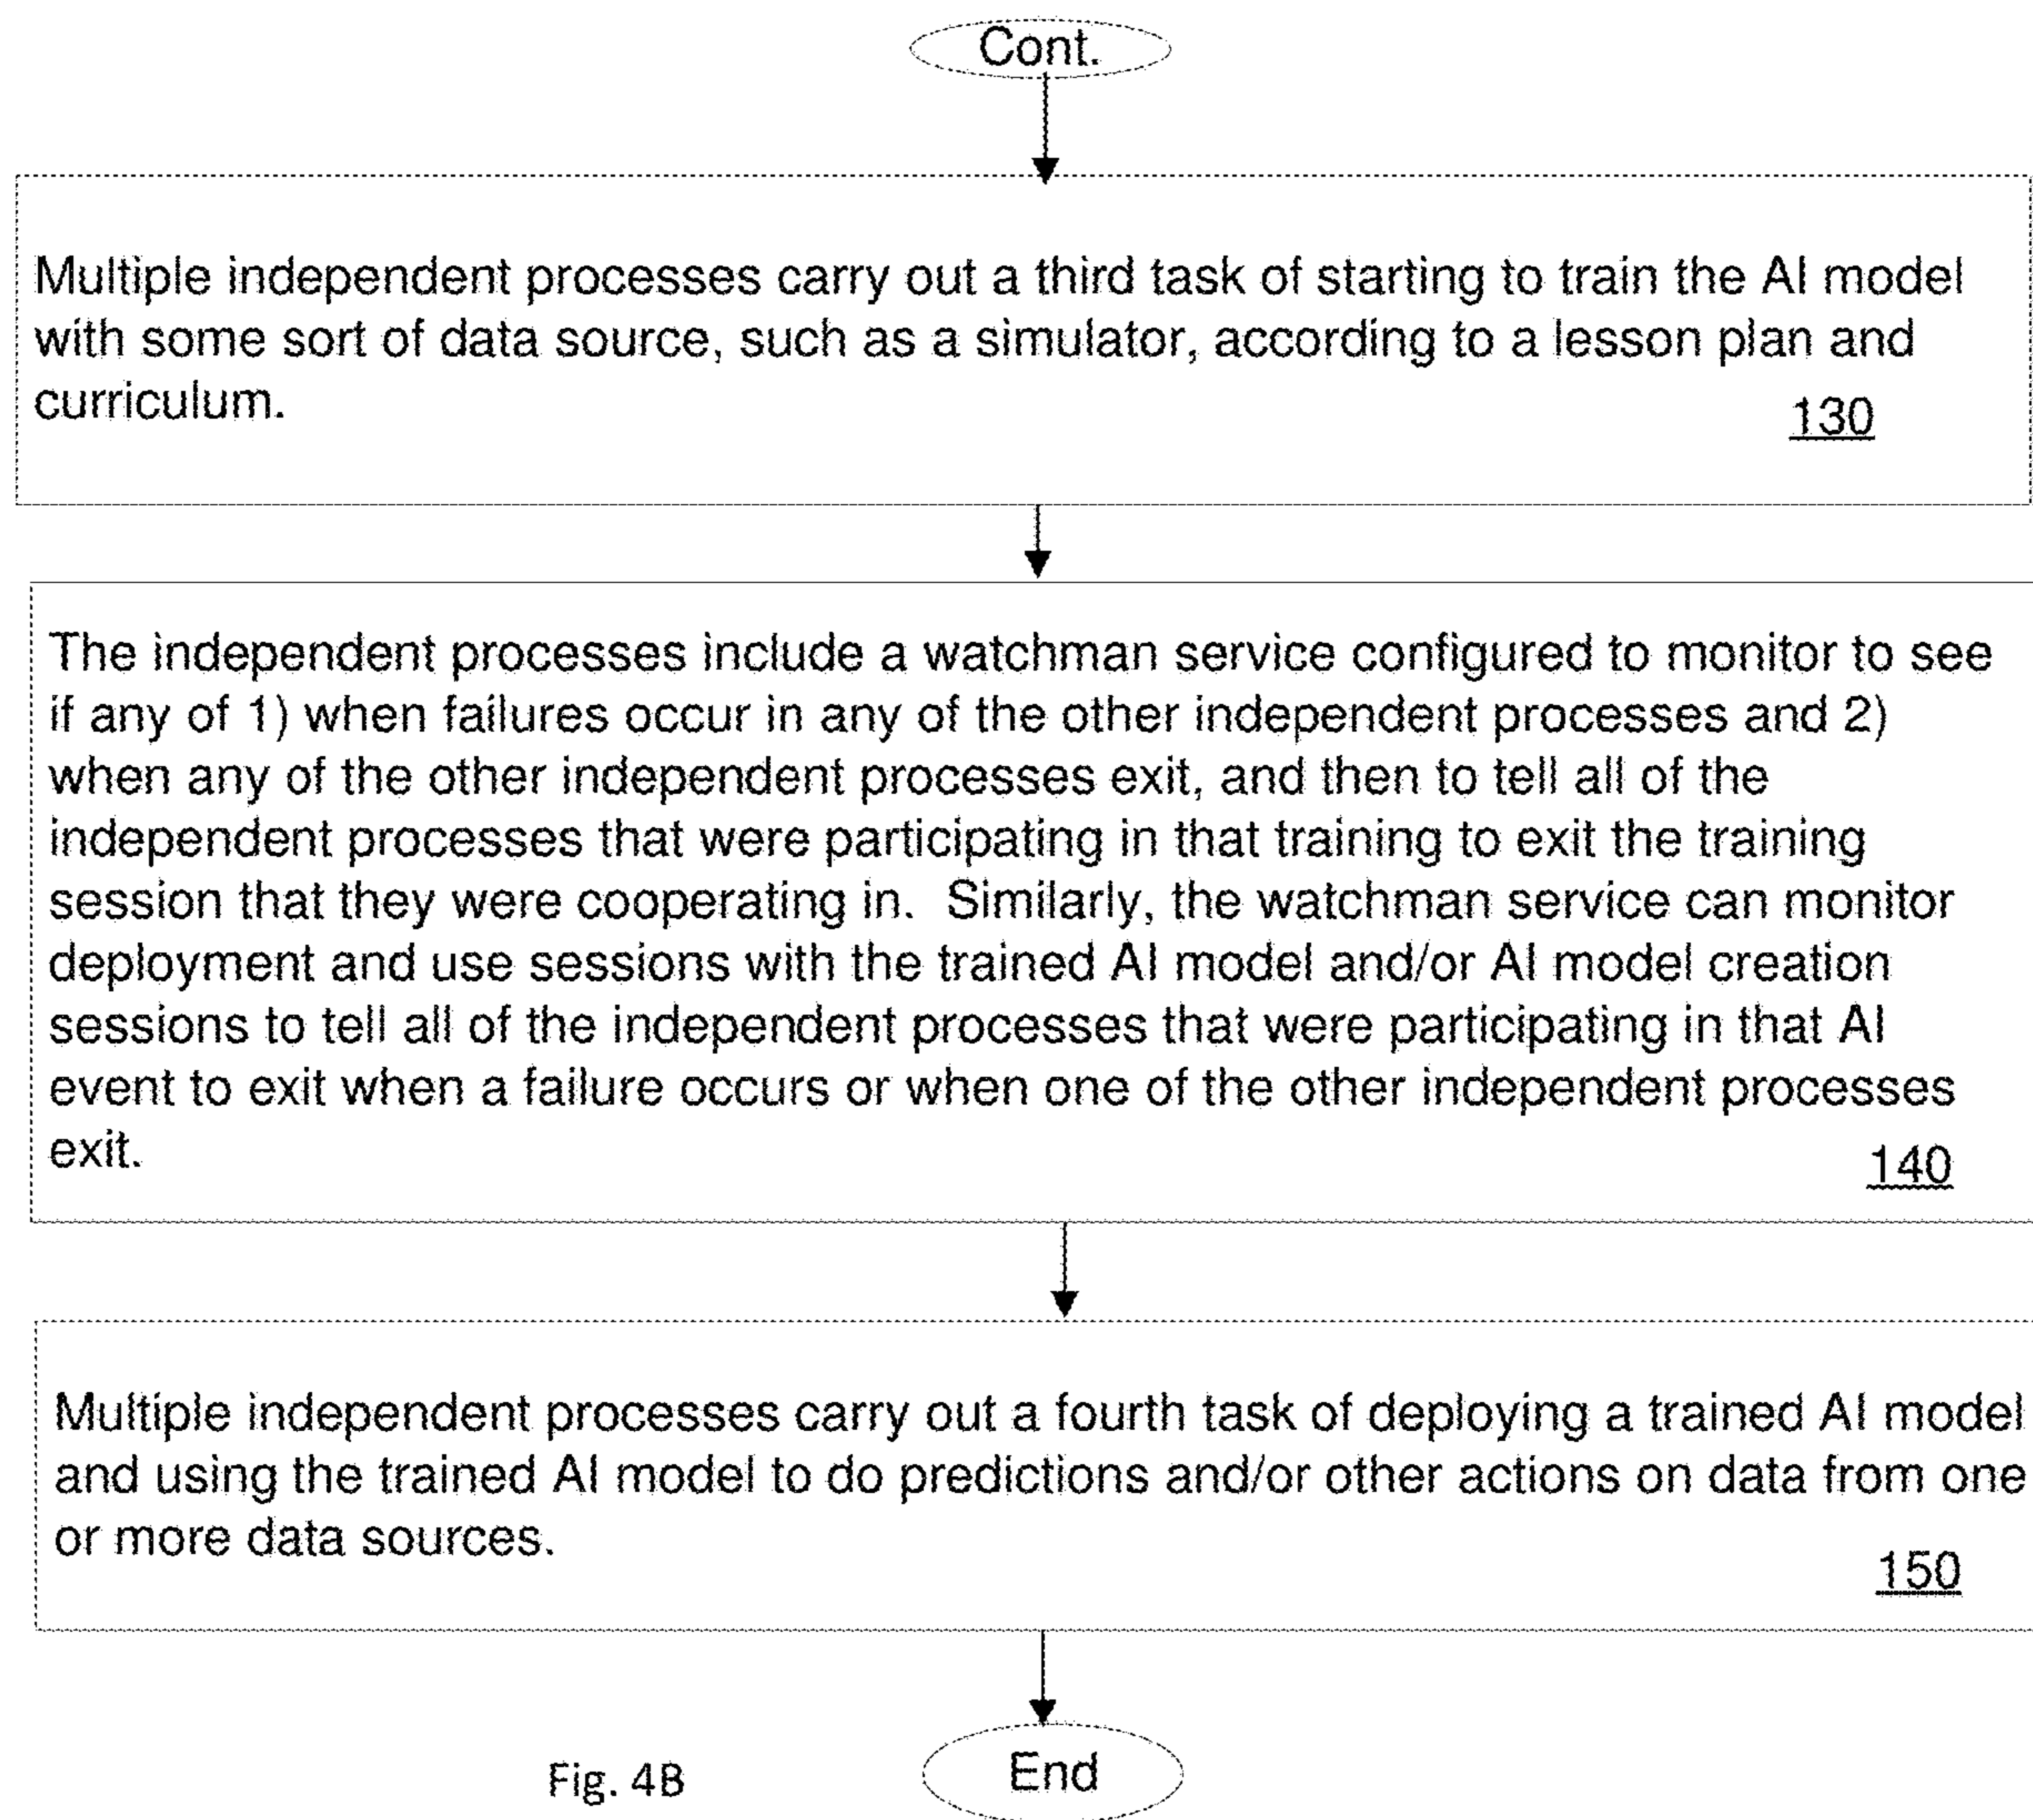 Cont.
Multiple independent processes carry out a third task of starting to train the AI model
with some sort of data source, such as a simulator, according to a lesson plan and
curriculum.
130
The independent processes include a watchman service configured to monitor to see
if any of 1) when failures occur in any of the other independent processes and 2)
when any of the other independent processes exit, and then to tell all of the
independent processes that were participating in that training to exit the training
session that they were cooperating in.  Similarly, the watchman service can monitor
deployment and use sessions with the trained AI model and/or AI model creation
sessions to tell all of the independent processes that were participating in that AI
event to exit when a failure occurs or when one of the other independent processes
exit.
140
Multiple independent processes carry out a fourth task of deploying a trained AI model
and using the trained AI model to do predictions and/or other actions on data from one
or more data sources.
150
End
Fig. 4B